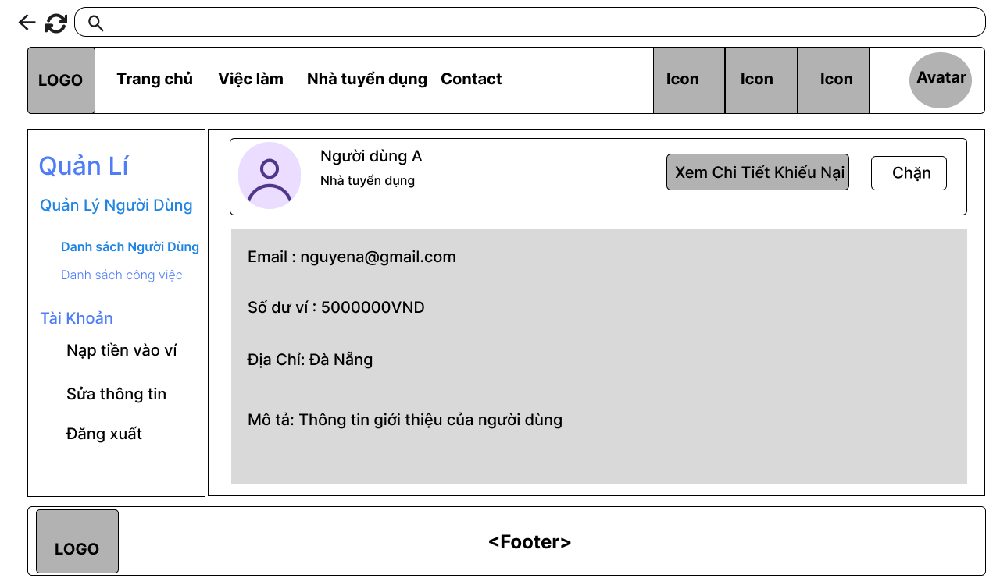 LOGO Trang chủ Việc làm Nhà tuyển dụng Contact Icon Icon Icon Avatar
Quản Lí
Quản Lý Người Dùng
Danh sách Người Dùng
Danh sách công việc
Tài Khoản
Nạp tiền vào ví
Sửa thông tin
Đăng xuất
Người dùng A
Nhà tuyển dụng
Xem Chi Tiết Khiếu Nại
Chặn
Email : nguyena@gmail.com
Số dư ví : 5000000VND
Địa Chỉ: Đà Nẵng
Mô tả: Thông tin giới thiệu của người dùng
LOGO
<Footer>